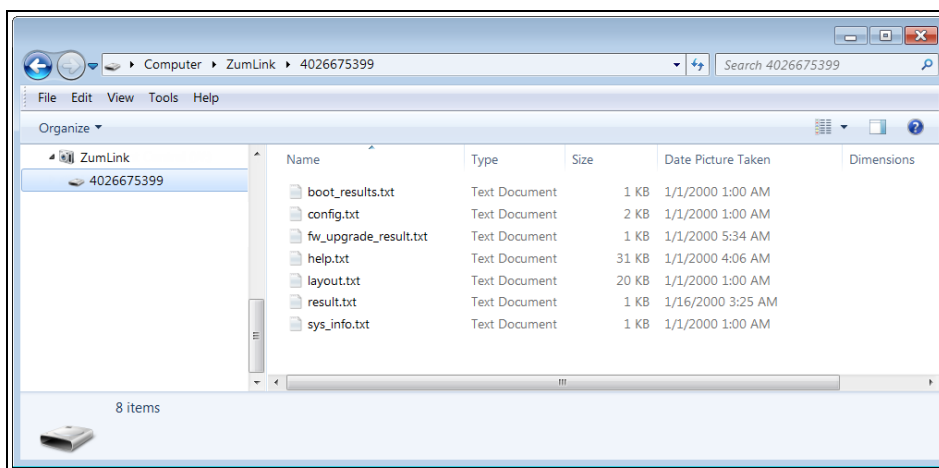 Computer ZumLink 4026675399 Search 4026675399
File Edit View Tools Help
Organize
ZumLink
4026675399
Name Type Size Date Picture Taken Dimensions
boot_results.txt Text Document 1 KB 1/1/2000 1:00 AM
config.txt Text Document 2 KB 1/1/2000 1:00 AM
fw_upgrade_result.txt Text Document 1 KB 1/1/2000 5:34 AM
help.txt Text Document 31 KB 1/1/2000 4:06 AM
layout.txt Text Document 20 KB 1/1/2000 1:00 AM
result.txt Text Document 1 KB 1/16/2000 3:25 AM
sys_info.txt Text Document 1 KB 1/1/2000 1:00 AM
8 items